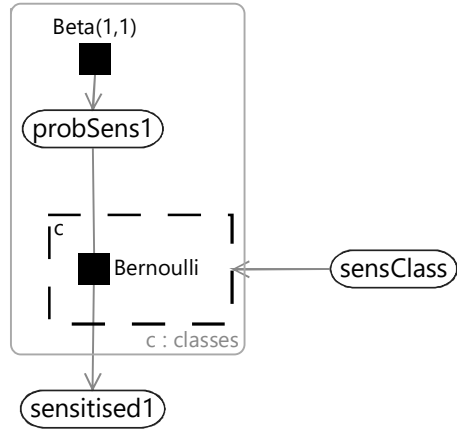 Beta(1,1)
probSens1
c
Bernoulli
sensClass
c : classes
sensitised1